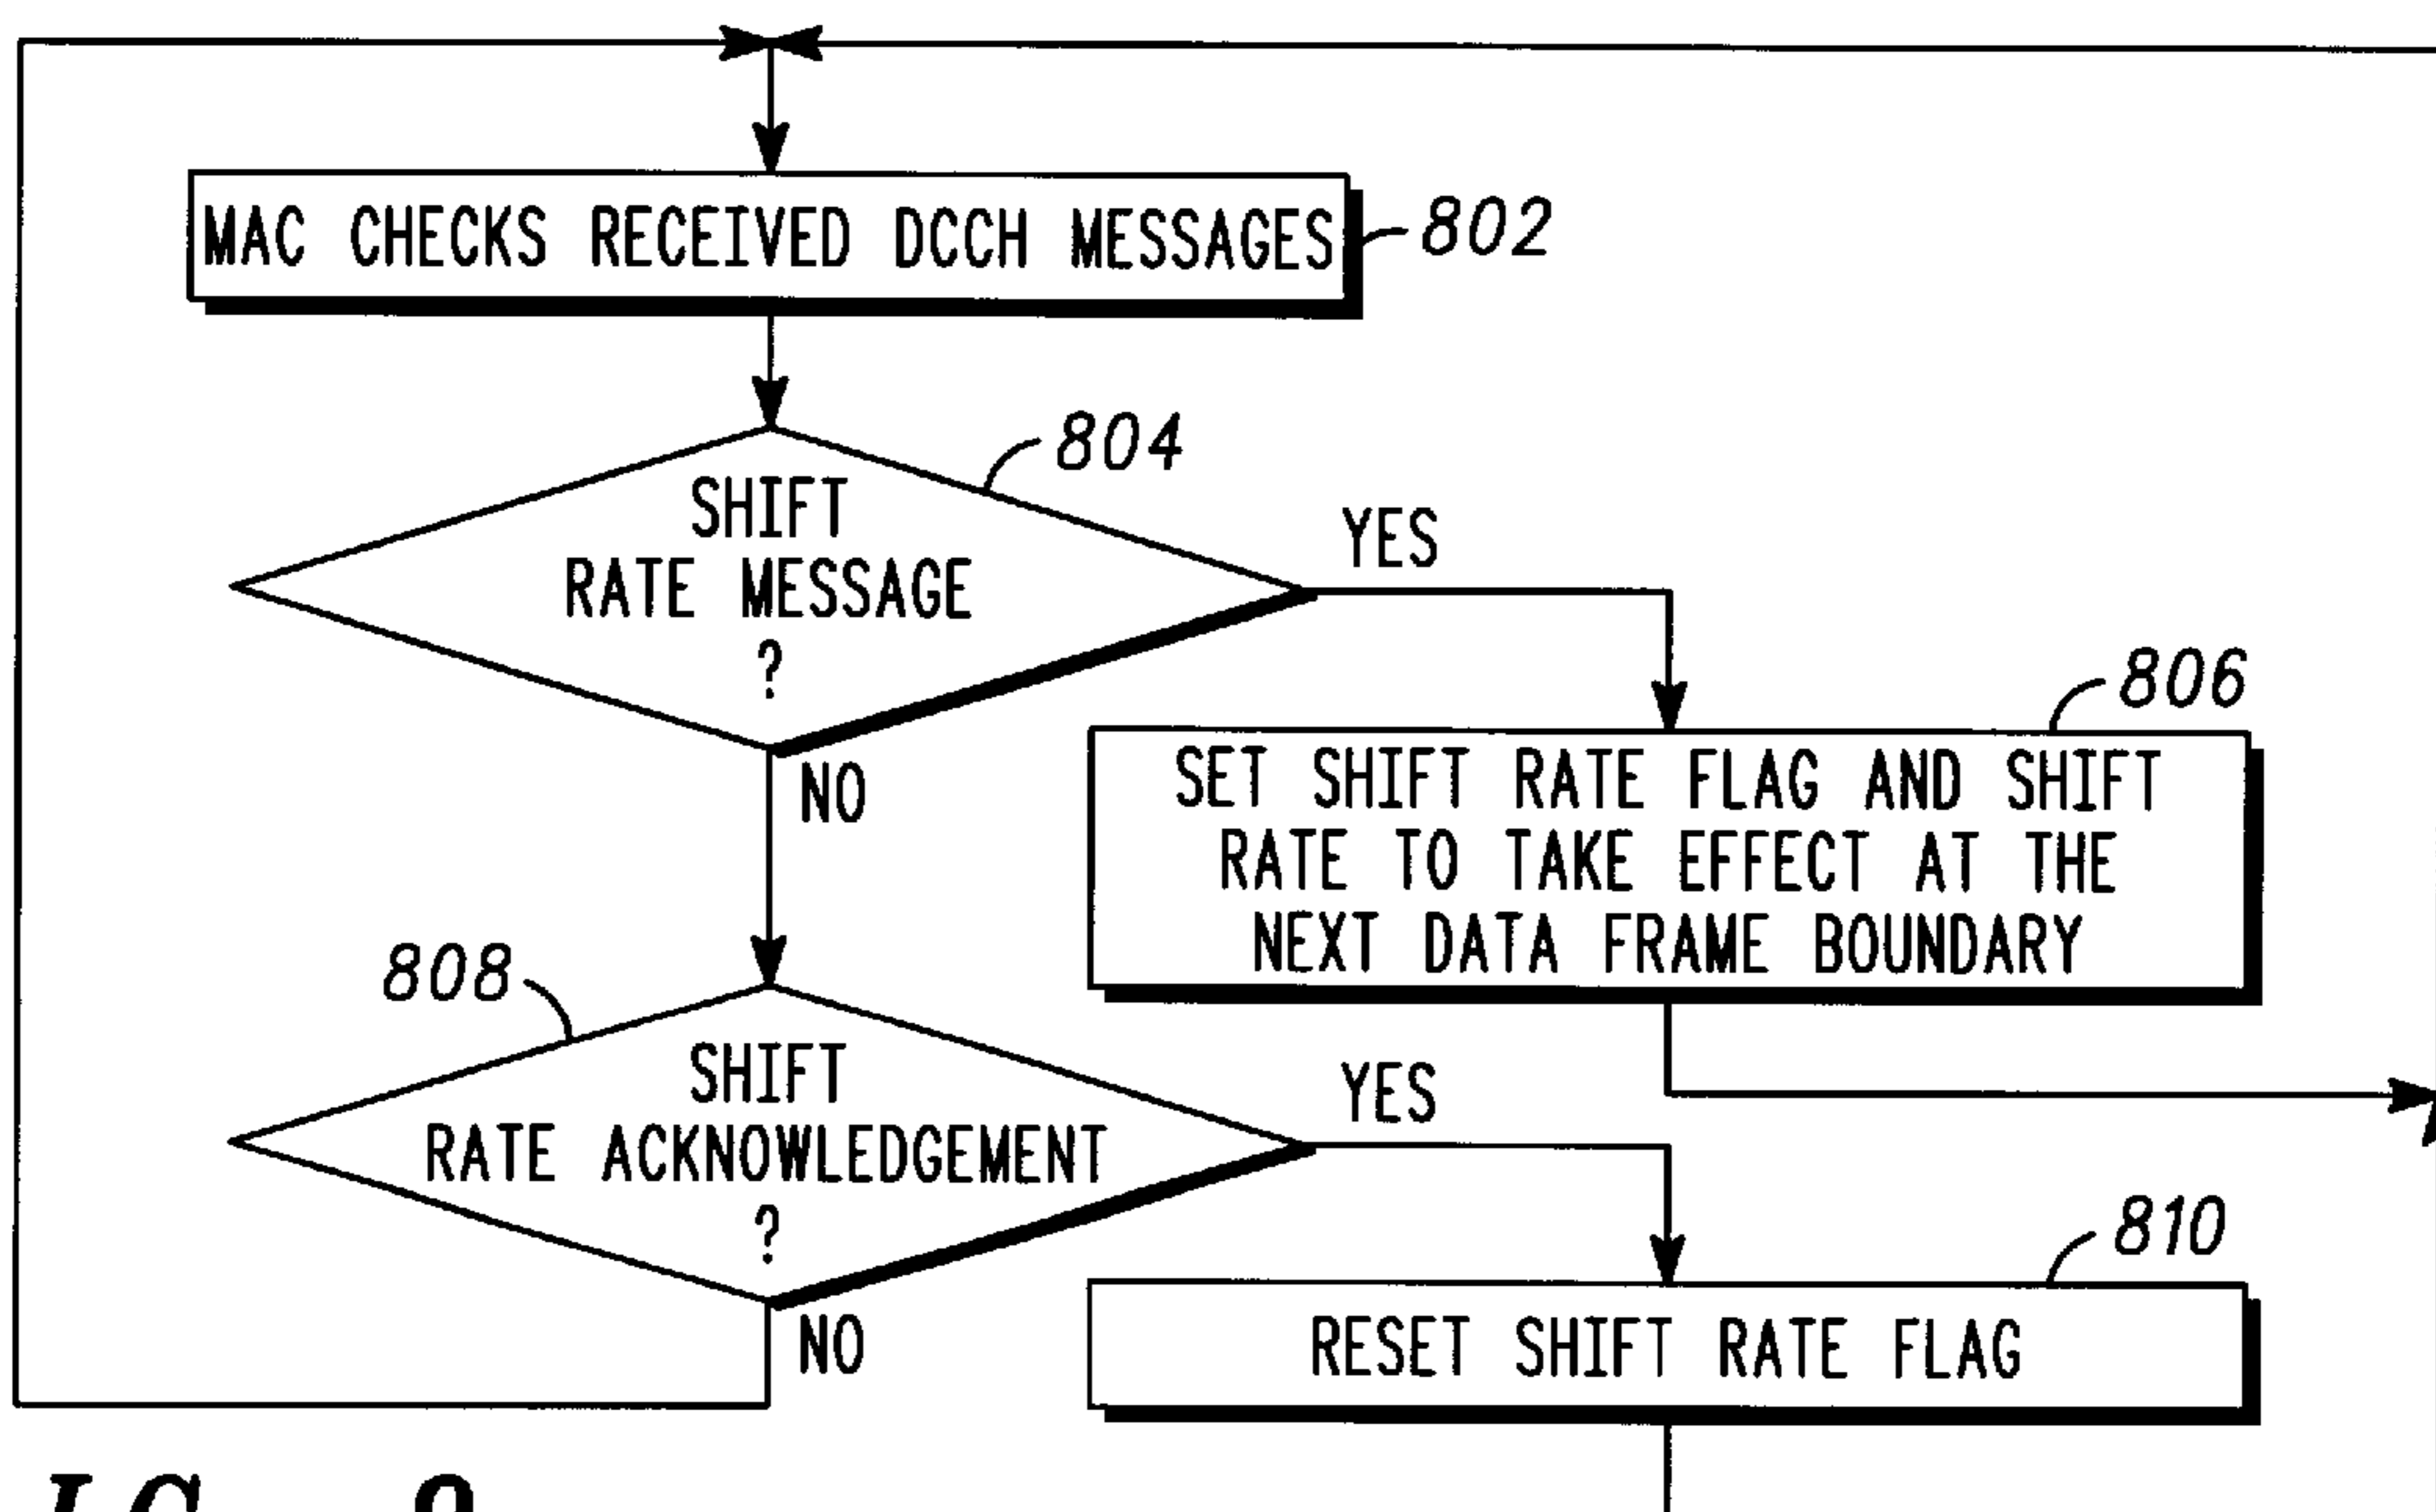 MAC CHECKS RECEIVED DCCH MESSAGES
802
804
SHIFT
RATE MESSAGE
?
YES
NO
806
SET SHIFT RATE FLAG AND SHIFT
RATE TO TAKE EFFECT AT THE
NEXT DATA FRAME BOUNDARY
808
SHIFT
RATE ACKNOWLEDGEMENT
?
YES
NO
810
RESET SHIFT RATE FLAG